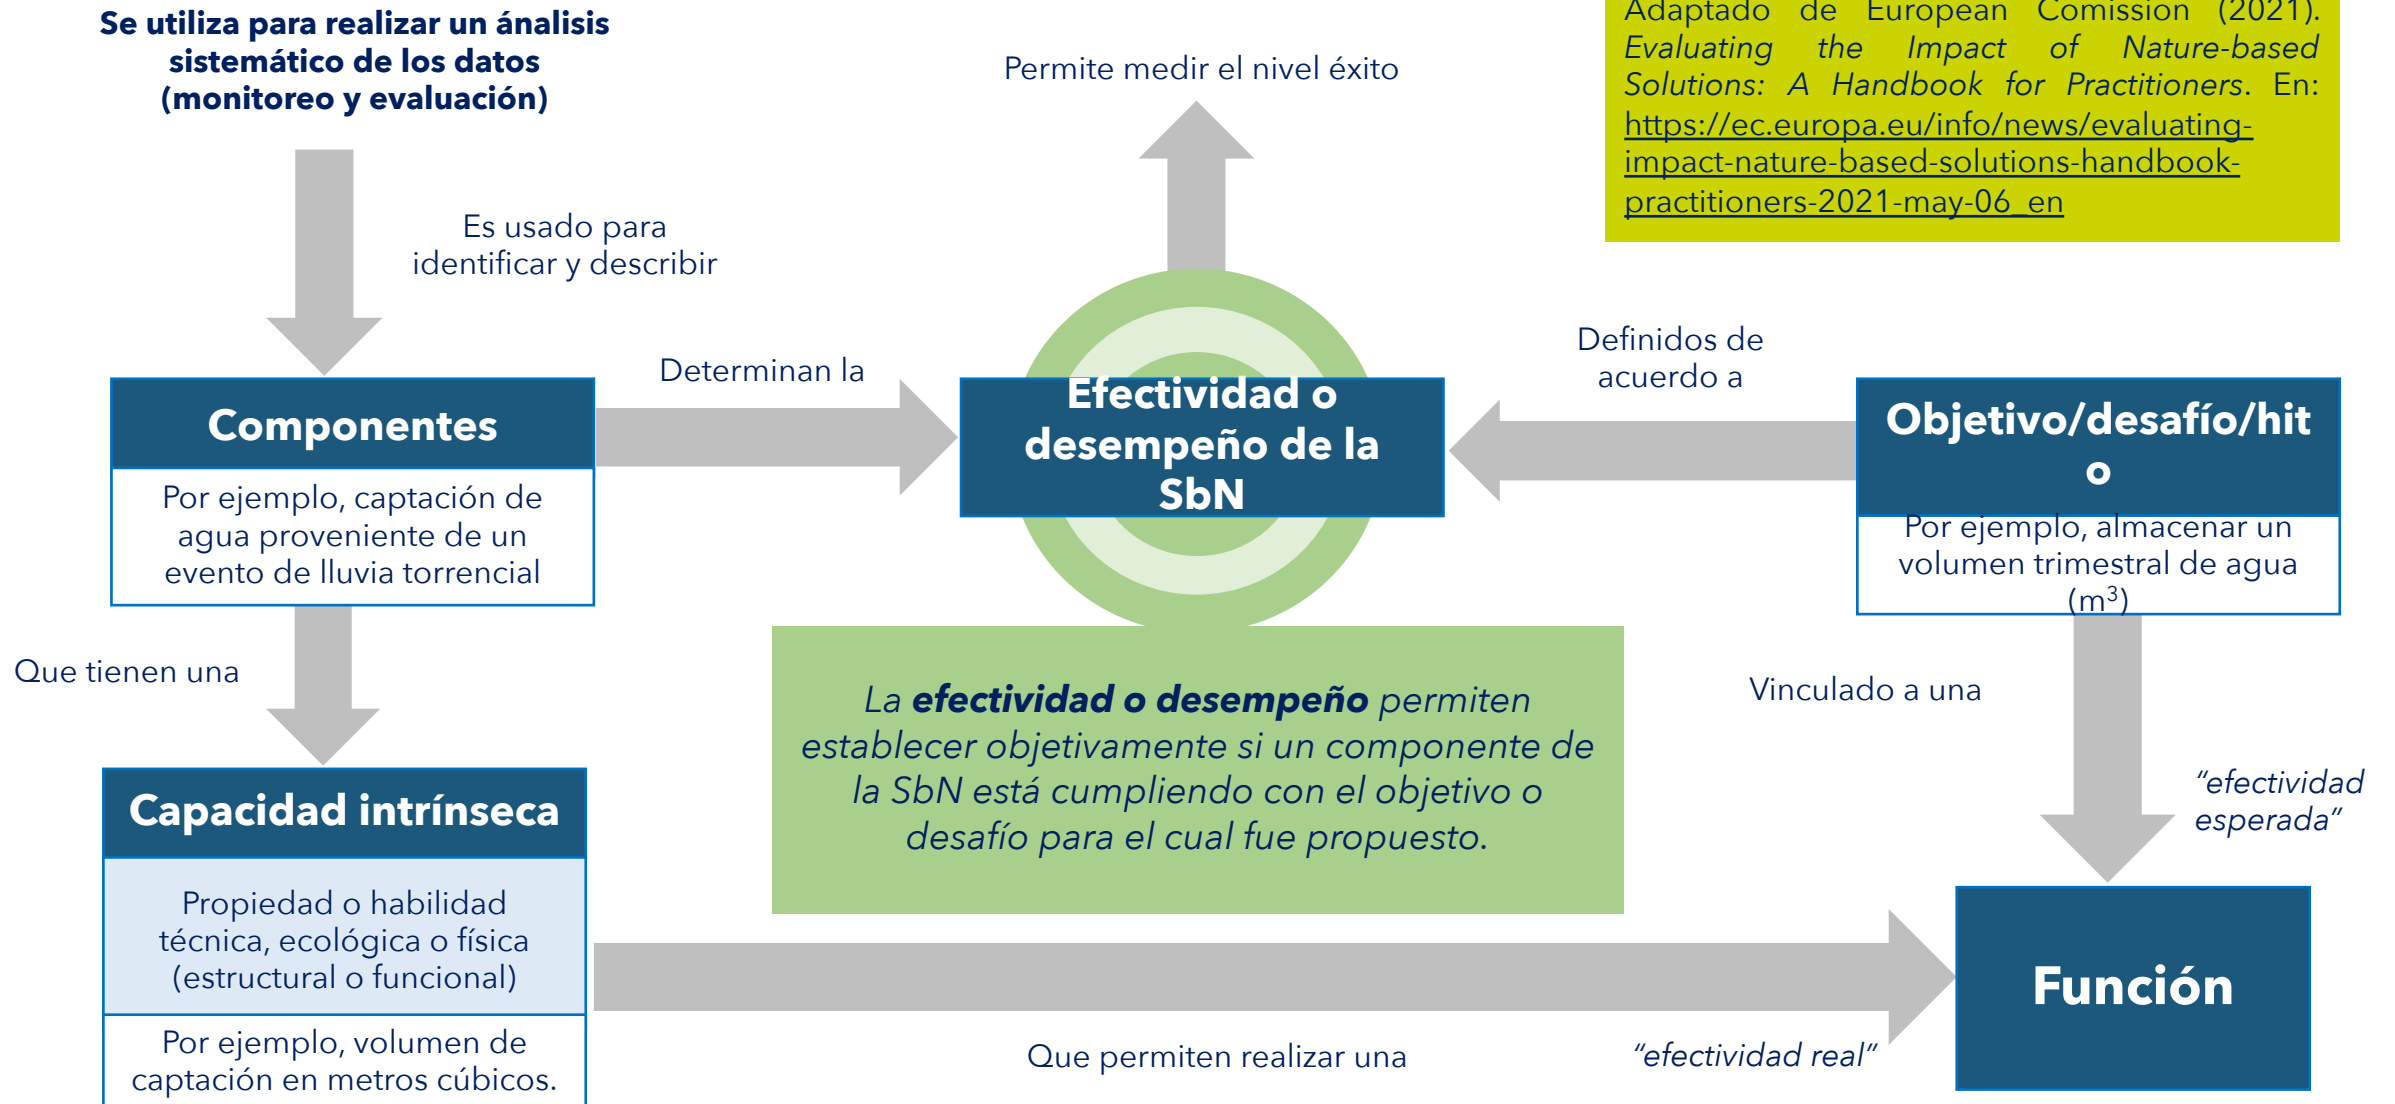 Se utiliza para realizar un ánalisis
sistemático de los datos
(monitoreo y evaluación)
Permite medir el nivel éxito
Adaptado de European Comission (2021).
Evaluating the Impact of Nature-based
Solutions: A Handbook for Practitioners. En:
https://ec.europa.eu/info/news/evaluating-
impact-nature-based-solutions-handbook-
practitioners-2021-may-06_en
Es usado para
identificar y describir
Determinan la
Definidos de
acuerdo a
Componentes
Por ejemplo, captación de
agua proveniente de un
evento de lluvia torrencial
Efectividad o
desempeño de la
SbN
Objetivo/desafío/hit
o
Por ejemplo, almacenar un
volumen trimestral de agua
(m³)
Que tienen una
La efectividad o desempeño permiten
establecer objetivamente si un componente de
la SbN está cumpliendo con el objetivo o
desafío para el cual fue propuesto.
Vinculado a una
“efectividad
esperada”
Capacidad intrínseca
Propiedad o habilidad
técnica, ecológica o física
(estructural o funcional)
Por ejemplo, volumen de
captación en metros cúbicos.
Que permiten realizar una
“efectividad real”
Función